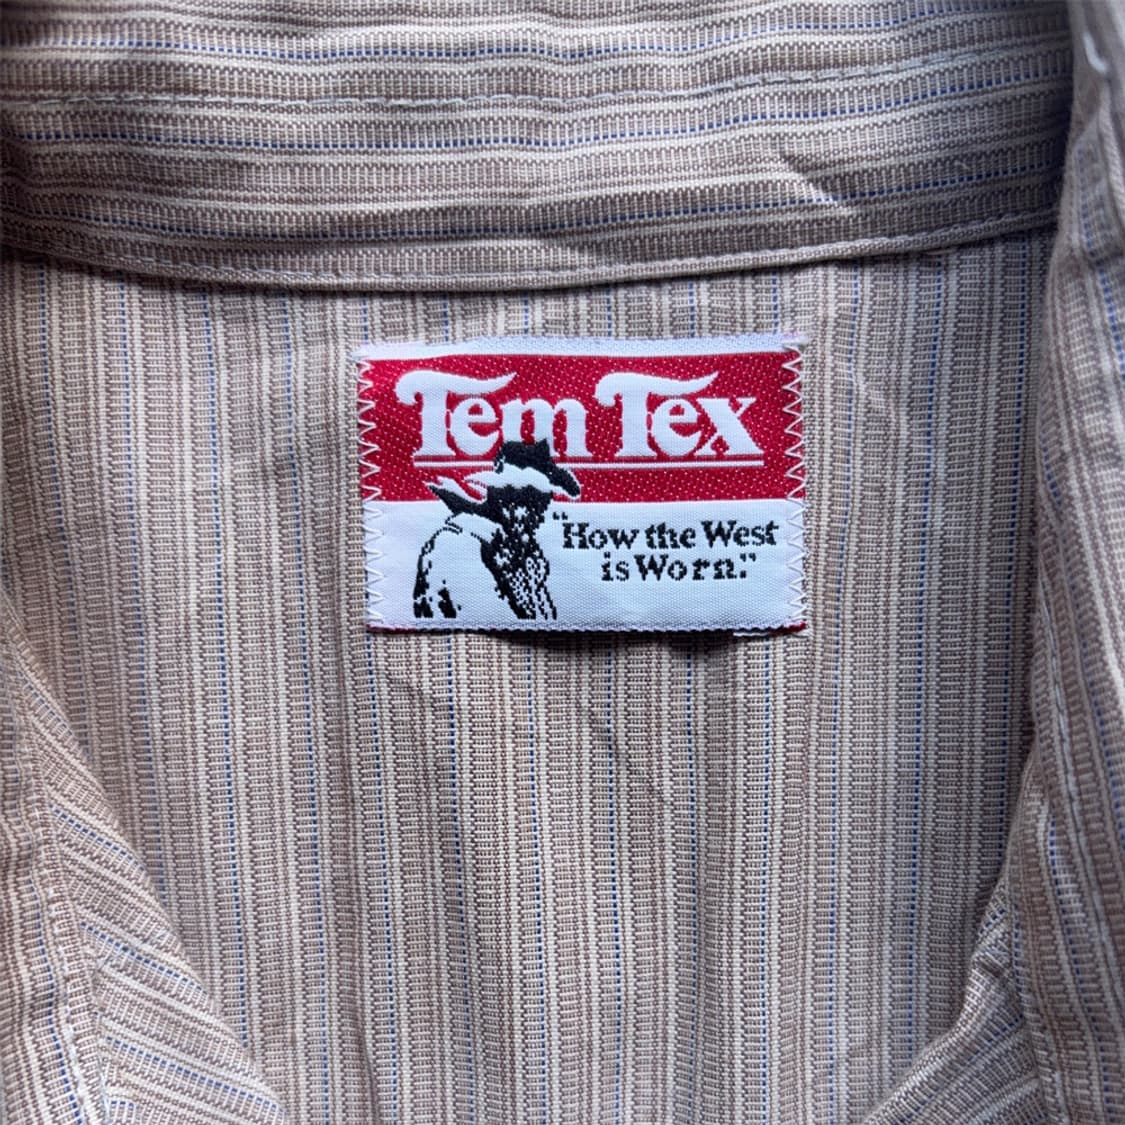 Tem Tex
"How the West
is Worn."